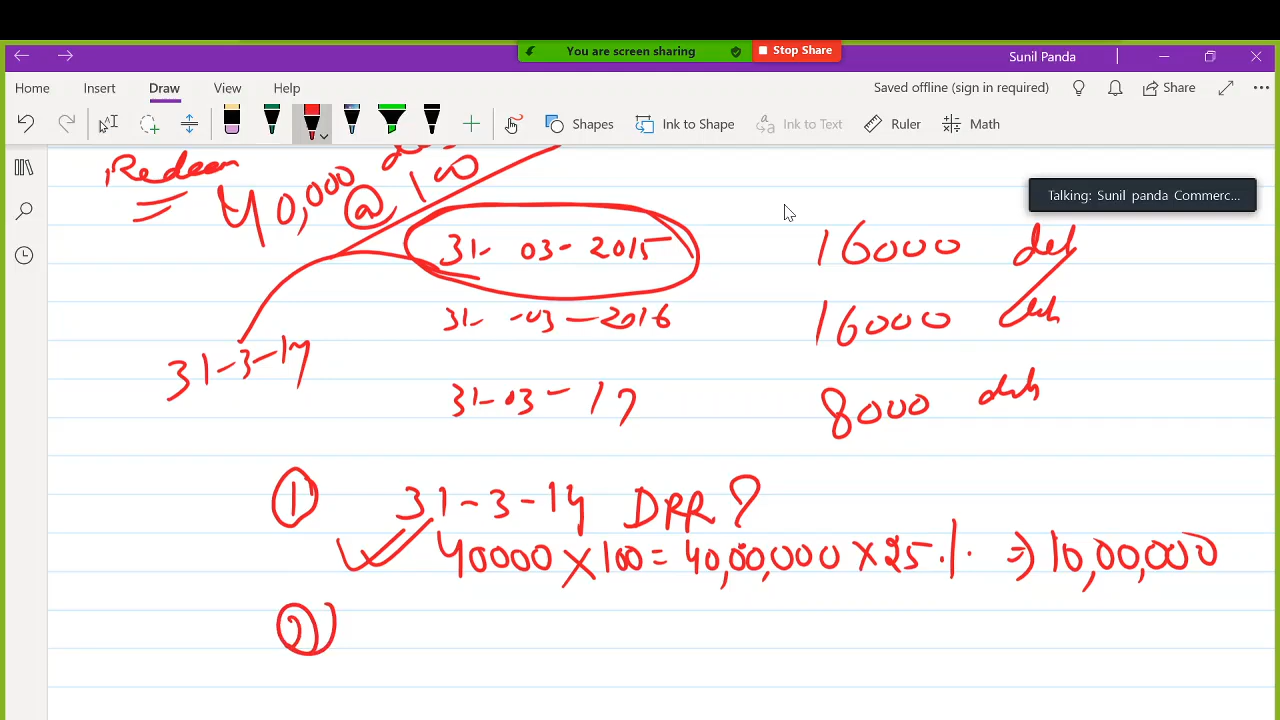 You are screen sharing Stop Share
Sunil Panda
Home Insert Draw View Help Saved offline (sign in required) Share
Shapes Ink to Shape Ink to Text Ruler Math
Talking: Sunil panda Commerc...
Redeem
40,000
@ 100
31- 03- 2015 16000 deb
31- -03-2016 16000 deb
31-3-14
31-03- 17 8000 deb
1 31-3-14 DRR ?
40000 X 100 = 40,00,000 X 25 % => 10,00,000
2